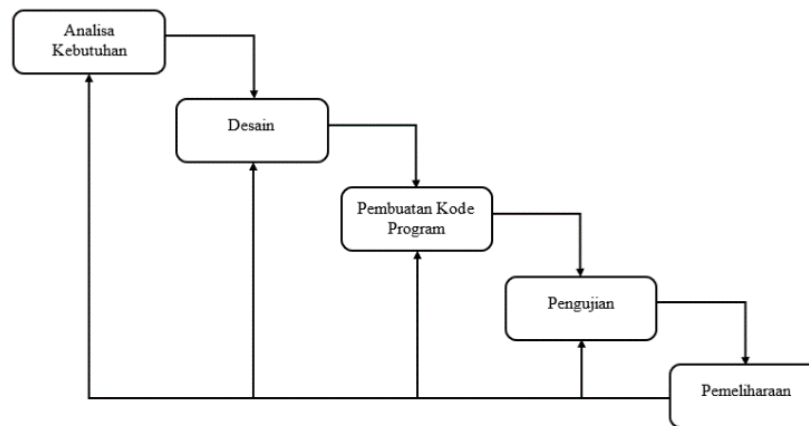 Analisa
Kebutuhan
Desain
Pembuatan Kode
Program
Pengujian
Pemeliharaan